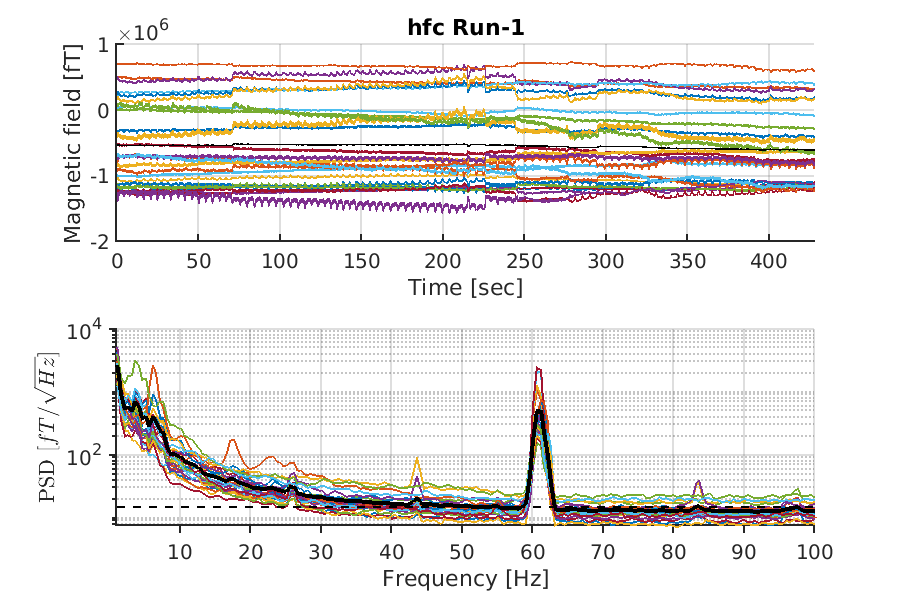 hfc Run-1
×10^6
Magnetic field [fT]
1
0
-1
-2
0 50 100 150 200 250 300 350 400
Time [sec]
PSD [fT/√Hz]
10^4
10^2
10 20 30 40 50 60 70 80 90 100
Frequency [Hz]